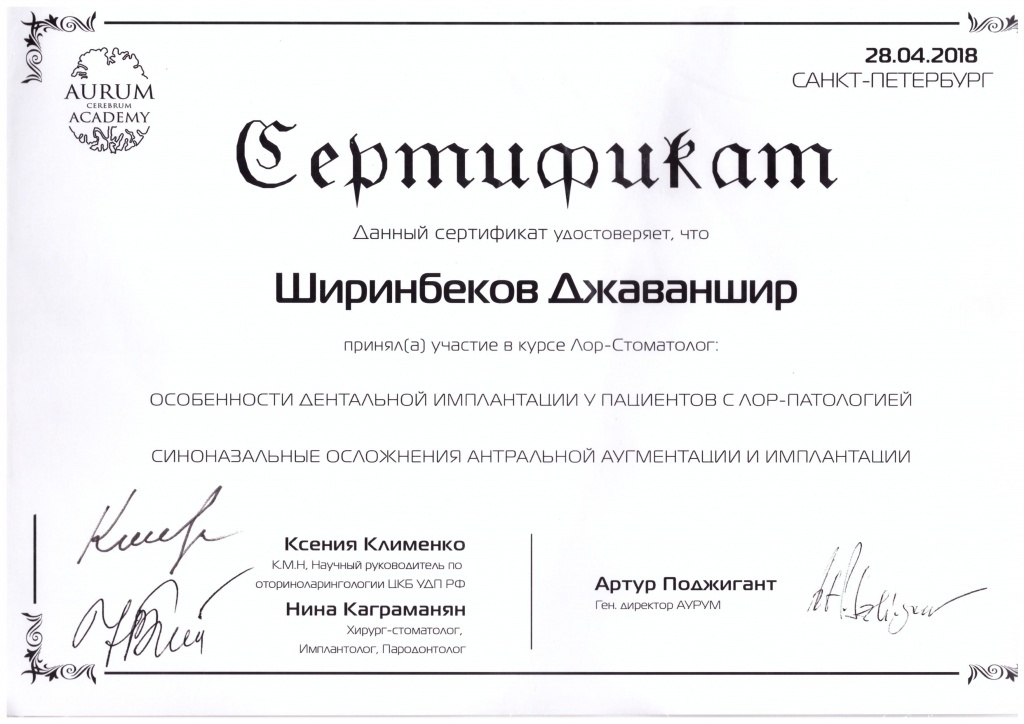 AURUM
CEREBRUM
ACADEMY
28.04.2018
САНКТ-ПЕТЕРБУРГ
Сертификат
Данный сертификат удостоверяет, что
Ширинбеков Джаваншир
принял(а) участие в курсе Лор-Стоматолог:
ОСОБЕННОСТИ ДЕНТАЛЬНОЙ ИМПЛАНТАЦИИ У ПАЦИЕНТОВ С ЛОР-ПАТОЛОГИЕЙ
СИНОНАЗАЛЬНЫЕ ОСЛОЖНЕНИЯ АНТРАЛЬНОЙ АУГМЕНТАЦИИ И ИМПЛАНТАЦИИ
Ксения Клименко
К.М.Н, Научный руководитель по
оториноларингологии ЦКБ УДП РФ
Нина Каграманян
Хирург-стоматолог,
Имплантолог, Пародонтолог
Артур Поджигант
Ген. директор АУРУМ